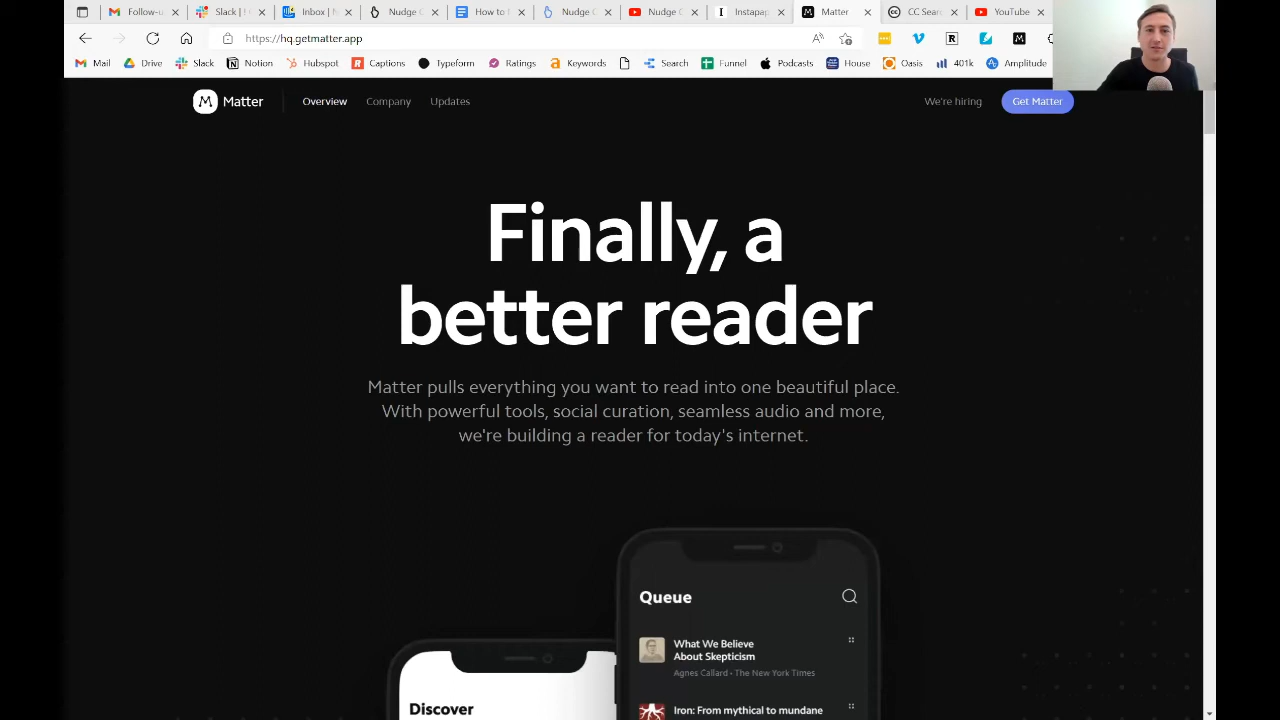 Follow-u
Slack | (
Inbox | N
Nudge C
How to f
Nudge C
Nudge C
Instapap
Matter
CC Sear
YouTube
https://hq.getmatter.app
Mail
Drive
Slack
Notion
Hubspot
Captions
Typeform
Ratings
Keywords
Search
Funnel
Podcasts
House
Oasis
401k
Amplitude
Matter
Overview
Company
Updates
We're hiring
Get Matter
Finally, a
better reader
Matter pulls everything you want to read into one beautiful place.
With powerful tools, social curation, seamless audio and more,
we're building a reader for today's internet.
Queue
What We Believe
About Skepticism
Agnes Callard • The New York Times
Iron: From mythical to mundane
Discover